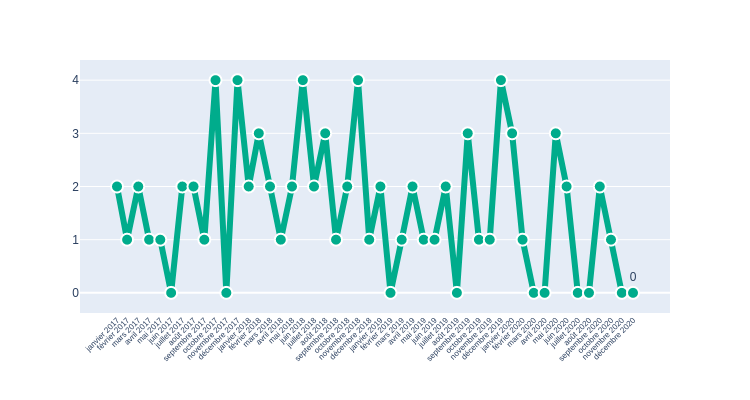 4
3
2
1
0
0
janvier 2017
février 2017
mars 2017
avril 2017
mai 2017
juin 2017
juillet 2017
août 2017
septembre 2017
octobre 2017
novembre 2017
décembre 2017
janvier 2018
février 2018
mars 2018
avril 2018
mai 2018
juin 2018
juillet 2018
août 2018
septembre 2018
octobre 2018
novembre 2018
décembre 2018
janvier 2019
février 2019
mars 2019
avril 2019
mai 2019
juin 2019
juillet 2019
août 2019
septembre 2019
octobre 2019
novembre 2019
décembre 2019
janvier 2020
février 2020
mars 2020
avril 2020
mai 2020
juin 2020
juillet 2020
août 2020
septembre 2020
octobre 2020
novembre 2020
décembre 2020